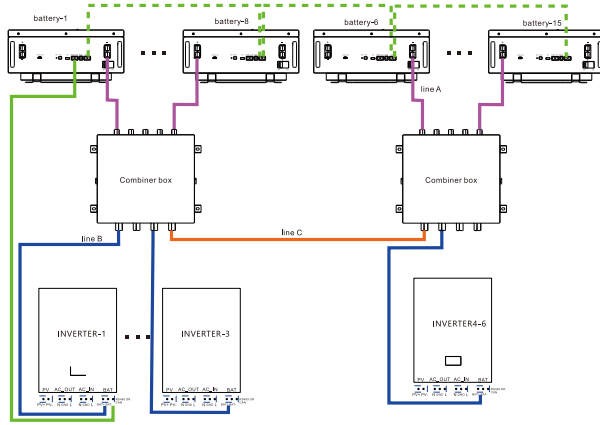 battery-1
battery-8
battery-6
battery-15
line A
Combiner box
Combiner box
line B
line C
INVERTER-1
INVERTER-3
INVERTER4-6
PV AC_OUT AC_IN BAT
PV AC_OUT AC_IN BAT
PV AC_OUT AC_IN BAT